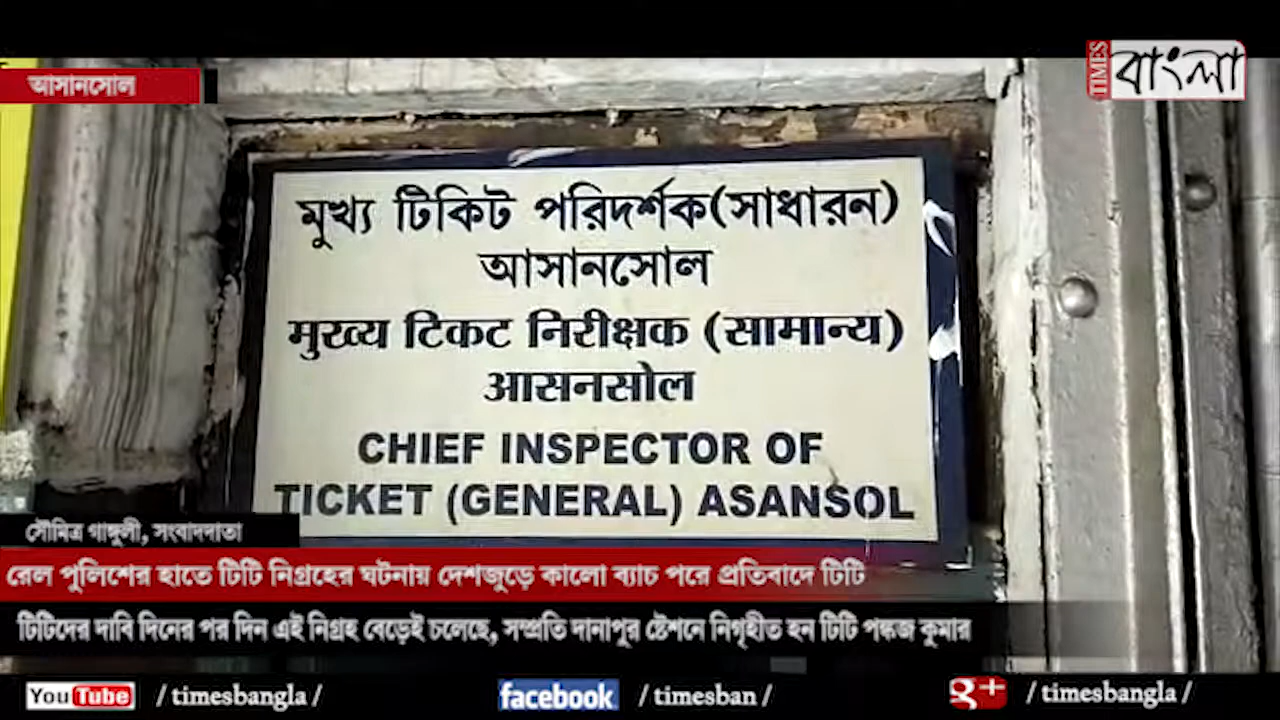 আসানসোল
TIMES বাংলা
মুখ্য টিকিট পরিদর্শক(সাধারন)
আসানসোল
मुख्य टिकट निरीक्षक (सामान्य)
आसनसोल
CHIEF INSPECTOR OF
TICKET (GENERAL) ASANSOL
সৌমিত্র গাঙ্গুলী, সংবাদদাতা
রেল পুলিশের হাতে টিটি নিগ্রহের ঘটনায় দেশজুড়ে কালো ব্যাচ পরে প্রতিবাদে টিটি
টিটিদের দাবি দিনের পর দিন এই নিগ্রহ বেড়েই চলেছে, সম্প্রতি দানাপুর ষ্টেশনে নিগৃহীত হন টিটি পঙ্কজ কুমার
YouTube / timesbangla / facebook / timesban / g+ / timesbangla /